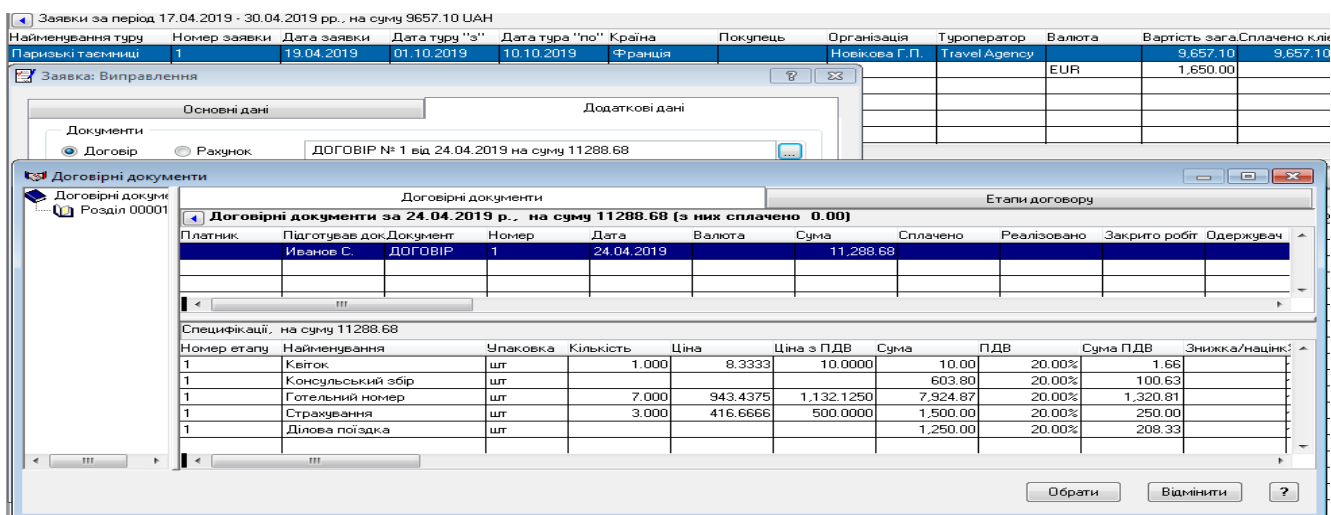 Заявки за період 17.04.2019 - 30.04.2019 рр., на суму 9657.10 UAH
Найменування туру Номер заявки Дата заявки Дата туру "з" Дата тура "по" Країна Покупець Організація Туроператор Валюта Вартість зага. Сплачено кліє
Паризькі таємниці 1 19.04.2019 01.10.2019 10.10.2019 Франція Новікова Г.П. Travel Agency 9,657.10 9,657.10
EUR 1,650.00
Заявка: Виправлення
Основні дані Додаткові дані
Документи
Договір Рахунок ДОГОВІР № 1 від 24.04.2019 на суму 11288.68 ...
Договірні документи
Договірні докуме
Розділ 00001
Договірні документи Етапи договору
Договірні документи за 24.04.2019 р., на суму 11288.68 (з них сплачено 0.00)
Платник Підготував док Документ Номер Дата Валюта Сума Сплачено Реалізовано Закрито робіт Одержувач
Иванов С. ДОГОВІР 1 24.04.2019 11,288.68
Специфікації, на суму 11288.68
Номер етапу Найменування Упаковка Кількість Ціна Ціна з ПДВ Сума ПДВ Сума ПДВ Знижка/націнк
1 Квіток шт 1.000 8.3333 10.0000 10.00 20.00% 1.66
1 Консульський збір шт 603.80 20.00% 100.63
1 Готельний номер шт 7.000 943.4375 1,132.1250 7,924.87 20.00% 1,320.81
1 Страхування шт 3.000 416.6666 500.0000 1,500.00 20.00% 250.00
1 Ділова поїздка шт 1,250.00 20.00% 208.33
Обрати Відмінити ?